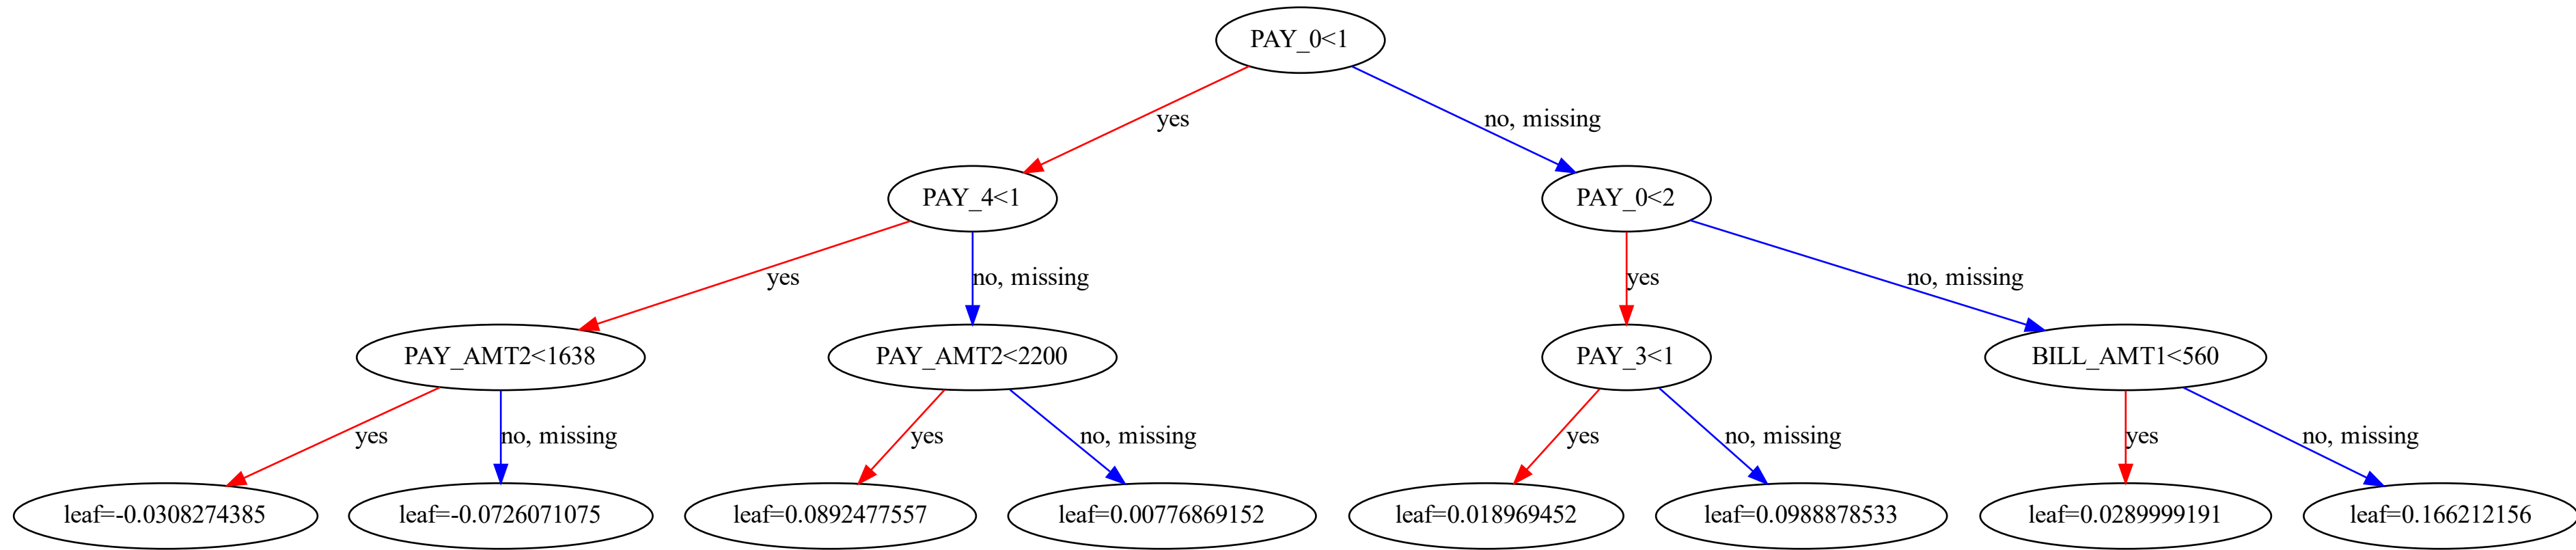 PAY_0<1
yes
no, missing
PAY_4<1
PAY_0<2
yes
no, missing
yes
no, missing
PAY_AMT2<1638
PAY_AMT2<2200
PAY_3<1
BILL_AMT1<560
yes
no, missing
yes
no, missing
yes
no, missing
yes
no, missing
leaf=-0.0308274385
leaf=-0.0726071075
leaf=0.0892477557
leaf=0.00776869152
leaf=0.018969452
leaf=0.0988878533
leaf=0.0289999191
leaf=0.166212156